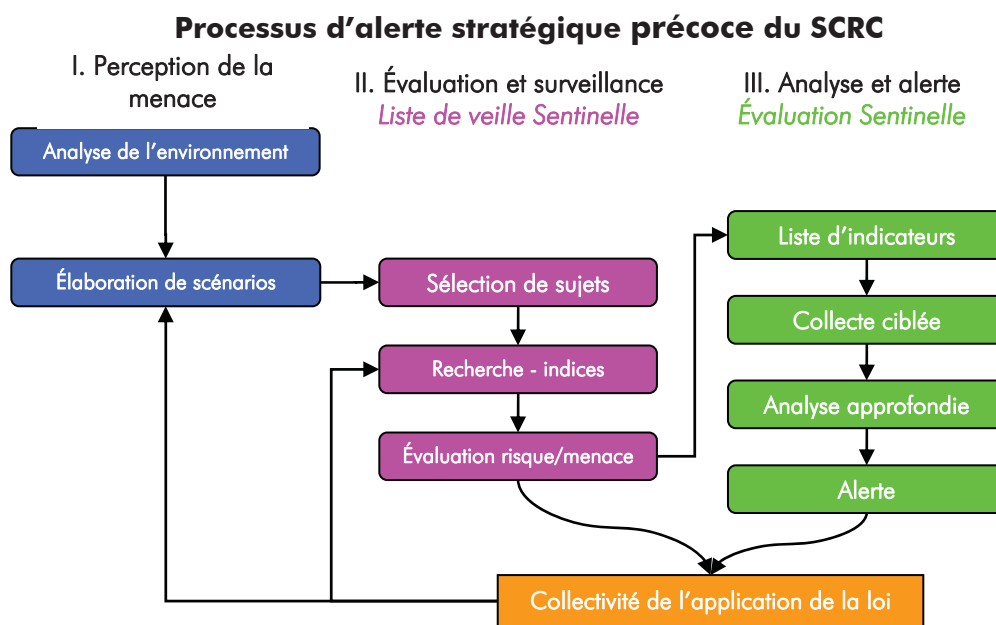 Processus d'alerte stratégique précoce du SCRC
I. Perception de la
menace
II. Évaluation et surveillance
Liste de veille Sentinelle
III. Analyse et alerte
Évaluation Sentinelle
Analyse de l'environnement
Élaboration de scénarios
Sélection de sujets
Recherche - indices
Évaluation risque/menace
Liste d'indicateurs
Collecte ciblée
Analyse approfondie
Alerte
Collectivité de l'application de la loi